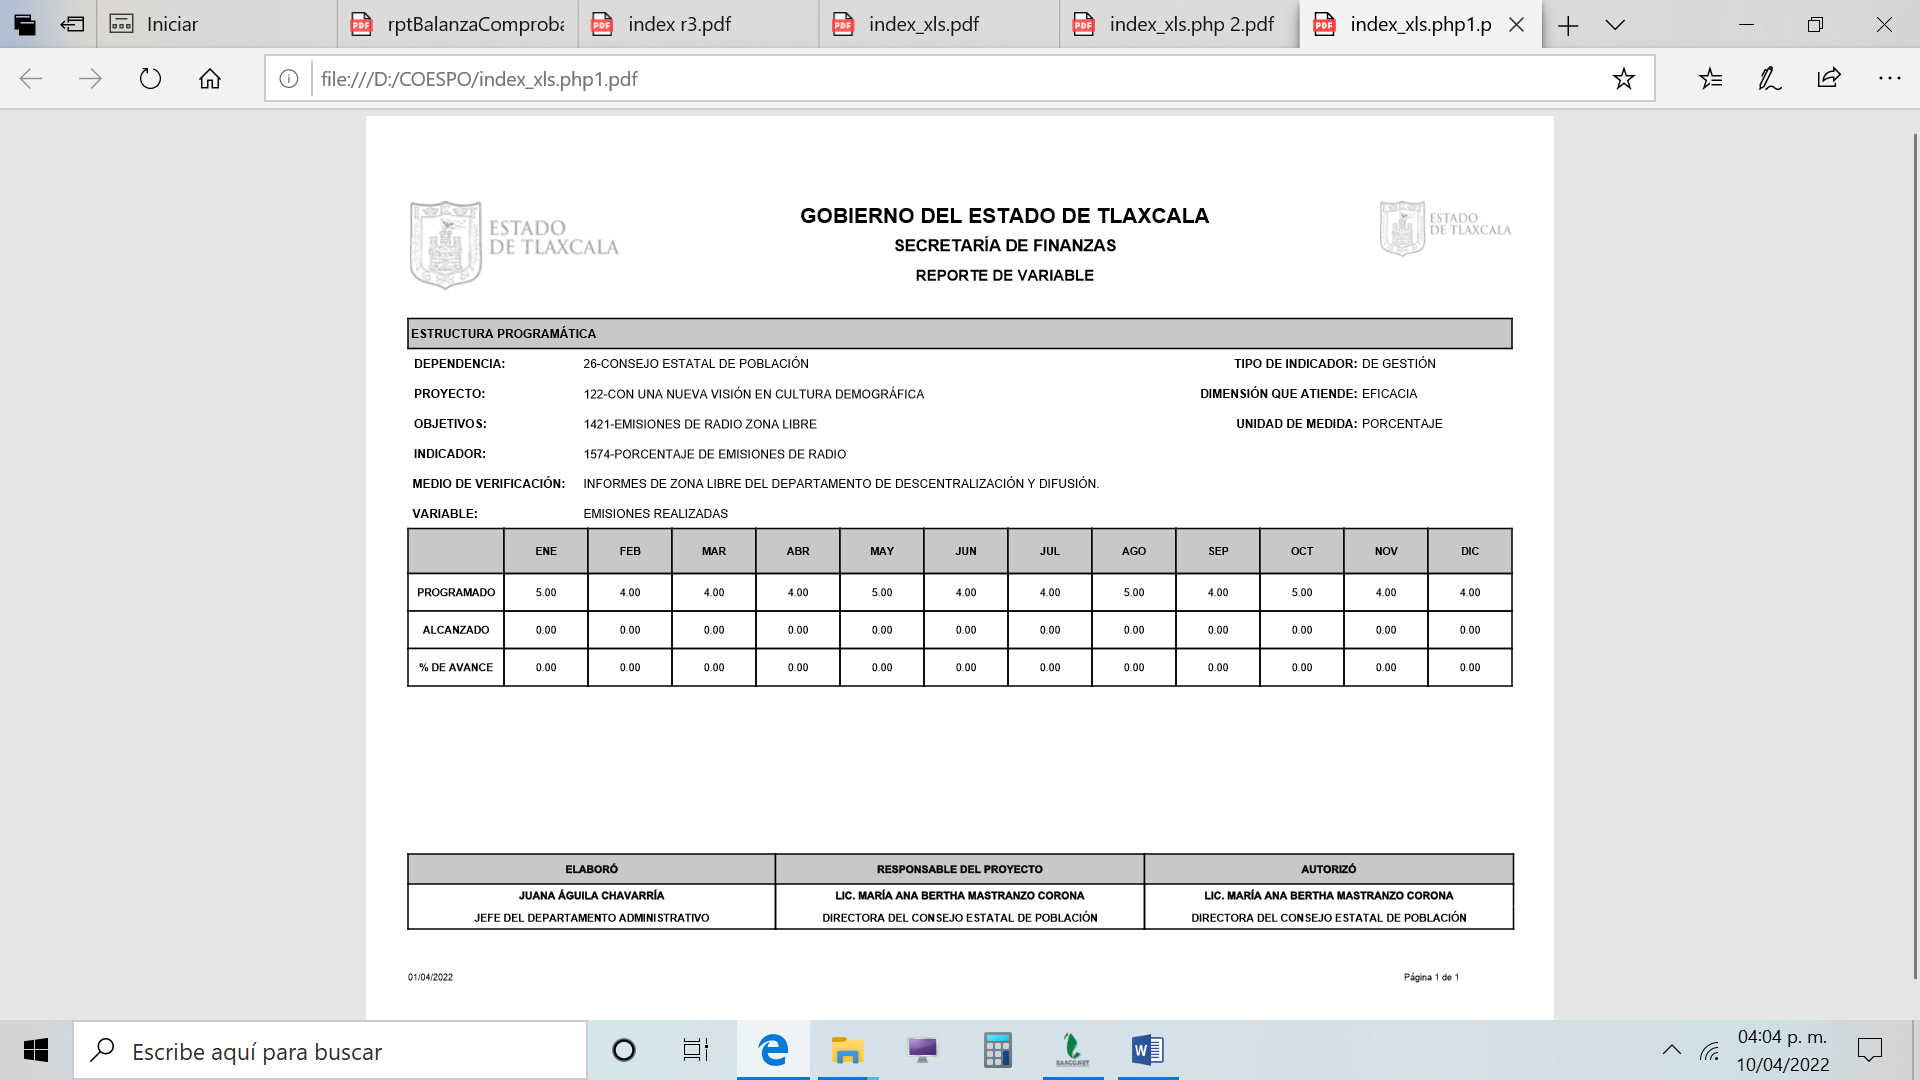 Iniciar
rptBalanzaComproba
index r3.pdf
index_xls.pdf
index_xls.php 2.pdf
index_xls.php1.p
file:///D:/COESPO/index_xls.php1.pdf
ESTADO
DE TLAXCALA
GOBIERNO DEL ESTADO DE TLAXCALA
SECRETARÍA DE FINANZAS
REPORTE DE VARIABLE
ESTADO
DE TLAXCALA
ESTRUCTURA PROGRAMÁTICA
DEPENDENCIA: 26-CONSEJO ESTATAL DE POBLACIÓN TIPO DE INDICADOR: DE GESTIÓN
PROYECTO: 122-CON UNA NUEVA VISIÓN EN CULTURA DEMOGRÁFICA DIMENSIÓN QUE ATIENDE: EFICACIA
OBJETIVOS: 1421-EMISIONES DE RADIO ZONA LIBRE UNIDAD DE MEDIDA: PORCENTAJE
INDICADOR: 1574-PORCENTAJE DE EMISIONES DE RADIO
MEDIO DE VERIFICACIÓN: INFORMES DE ZONA LIBRE DEL DEPARTAMENTO DE DESCENTRALIZACIÓN Y DIFUSIÓN.
VARIABLE: EMISIONES REALIZADAS
ENE FEB MAR ABR MAY JUN JUL AGO SEP OCT NOV DIC
PROGRAMADO 5.00 4.00 4.00 4.00 5.00 4.00 4.00 5.00 4.00 5.00 4.00 4.00
ALCANZADO 0.00 0.00 0.00 0.00 0.00 0.00 0.00 0.00 0.00 0.00 0.00 0.00
% DE AVANCE 0.00 0.00 0.00 0.00 0.00 0.00 0.00 0.00 0.00 0.00 0.00 0.00
ELABORÓ RESPONSABLE DEL PROYECTO AUTORIZÓ
JUANA ÁGUILA CHAVARRÍA LIC. MARÍA ANA BERTHA MASTRANZO CORONA LIC. MARÍA ANA BERTHA MASTRANZO CORONA
JEFE DEL DEPARTAMENTO ADMINISTRATIVO DIRECTORA DEL CONSEJO ESTATAL DE POBLACIÓN DIRECTORA DEL CONSEJO ESTATAL DE POBLACIÓN
01/04/2022 Página 1 de 1
Escribe aquí para buscar
04:04 p. m.
10/04/2022